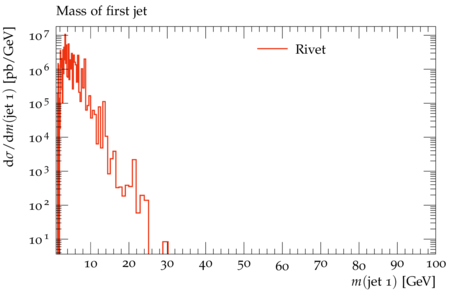 Mass of first jet
dσ/dm(jet 1) [pb/GeV]
10⁷
10⁶
10⁵
10⁴
10³
10²
10¹
Rivet
10 20 30 40 50 60 70 80 90 100
m(jet 1) [GeV]